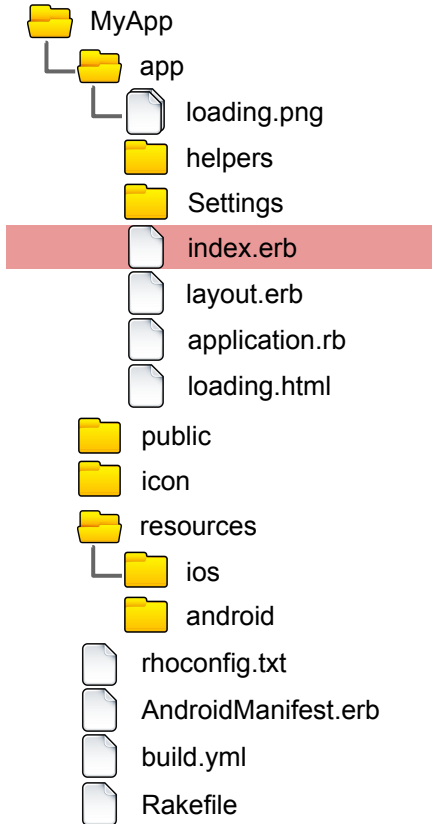 MyApp
app
loading.png
helpers
Settings
index.erb
layout.erb
application.rb
loading.html
public
icon
resources
ios
android
rhoconfig.txt
AndroidManifest.erb
build.yml
Rakefile